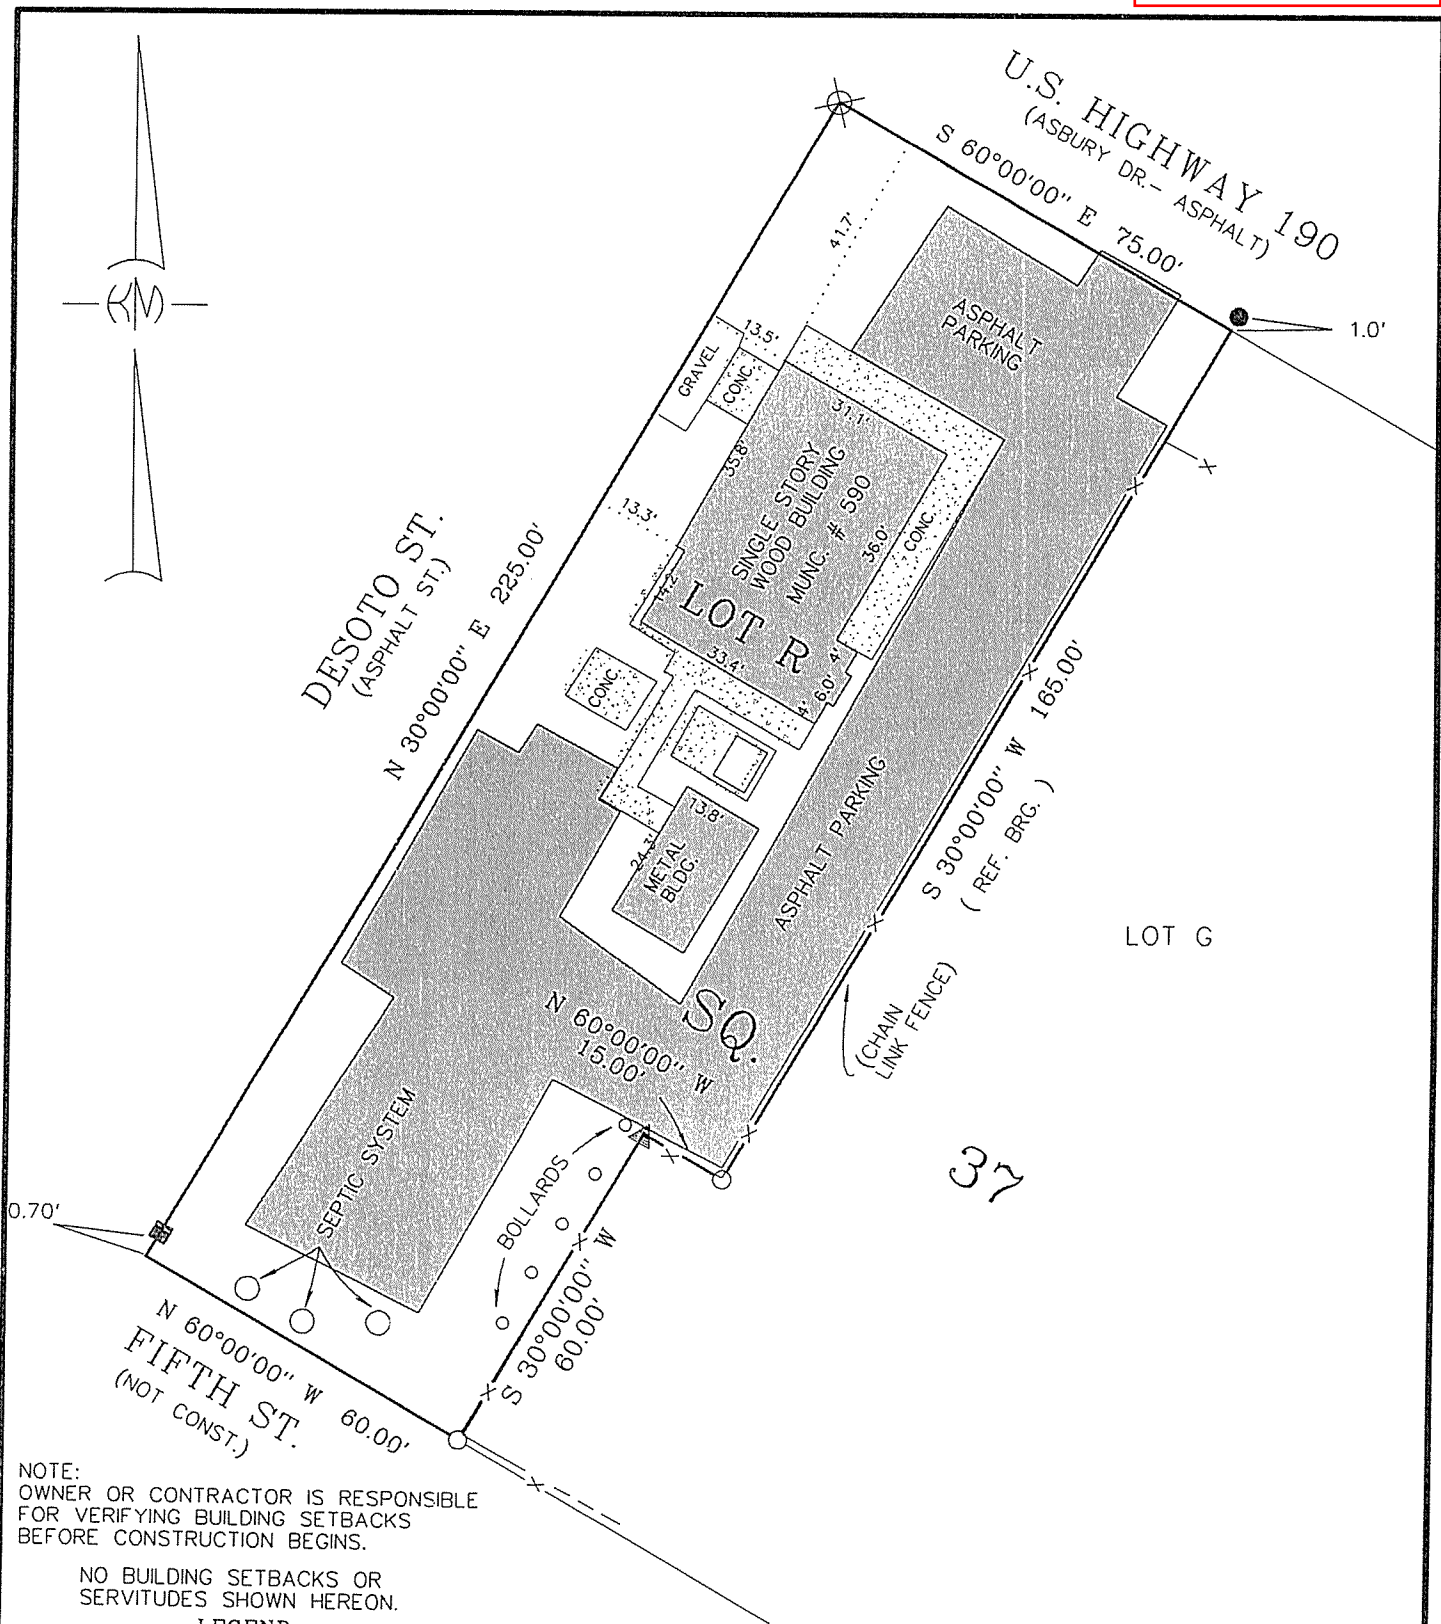 U.S. HIGHWAY 190
(ASBURY DR.- ASPHALT)
S 60°00'00" E 75.00'
1.0'
KM
41.7'
ASPHALT
PARKING
13.5'
GRAVEL
CONC.
31.1'
35.8'
SINGLE STORY
WOOD BUILDING
MUNC. # 590
36.0'
CONC.
13.3'
14.2'
LOT R
33.4'
4'
6.0'
4'
DESOTO ST.
(ASPHALT ST.)
N 30°00'00" E 225.00'
CONC.
13.8'
24.3'
METAL
BLDG.
ASPHALT PARKING
S 30°00'00" W 165.00'
( REF. BRG. )
LOT G
(CHAIN
LINK FENCE)
SQ.
37
N 60°00'00" W
15.00'
SEPTIC SYSTEM
BOLLARDS
0.70'
S 30°00'00" W
60.00'
N 60°00'00" W 60.00'
FIFTH ST.
(NOT CONST.)
NOTE:
OWNER OR CONTRACTOR IS RESPONSIBLE
FOR VERIFYING BUILDING SETBACKS
BEFORE CONSTRUCTION BEGINS.
NO BUILDING SETBACKS OR
SERVITUDES SHOWN HEREON.
LEGEND